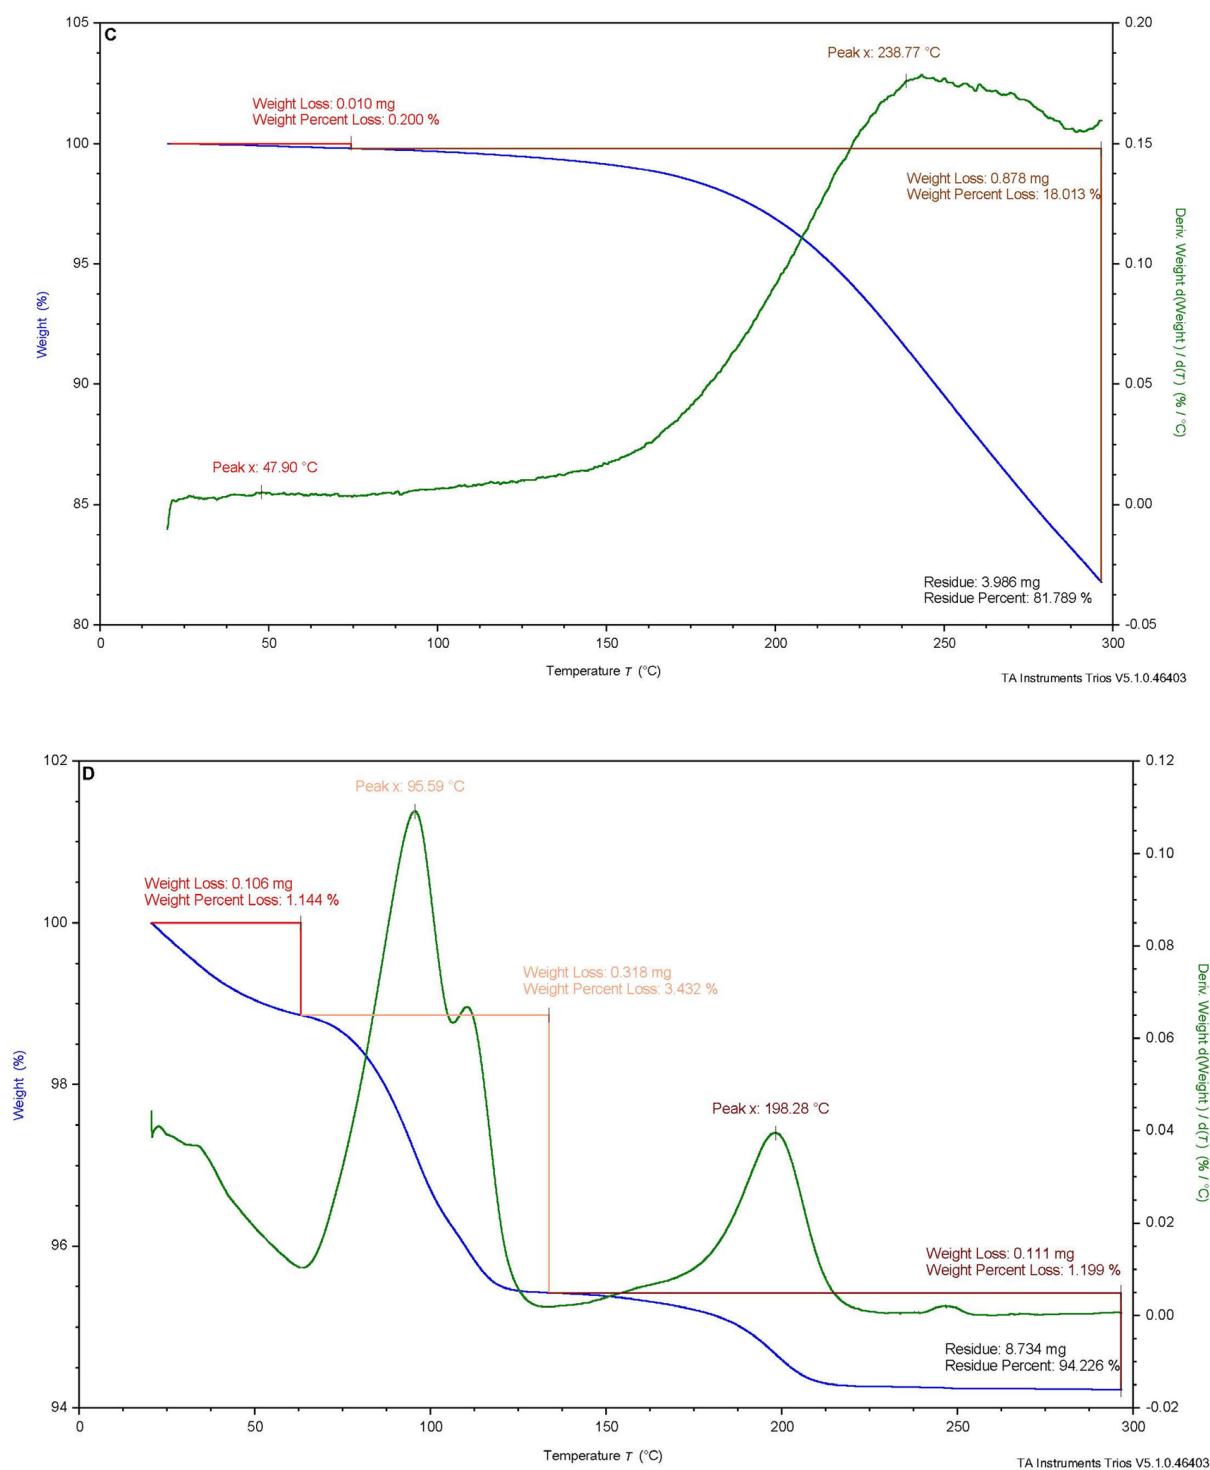 C
105
100
95
90
85
80
Weight (%)
0.20
0.15
0.10
0.05
0.00
-0.05
Deriv. Weight d(Weight) / d(T) (% / °C)
Peak x: 238.77 °C
Weight Loss: 0.010 mg
Weight Percent Loss: 0.200 %
Weight Loss: 0.878 mg
Weight Percent Loss: 18.013 %
Peak x: 47.90 °C
Residue: 3.986 mg
Residue Percent: 81.789 %
0 50 100 150 200 250 300
Temperature T (°C)
TA Instruments Trios V5.1.0.46403
D
102
100
98
96
94
Weight (%)
0.12
0.10
0.08
0.06
0.04
0.02
0.00
-0.02
Deriv. Weight d(Weight) / d(T) (% / °C)
Peak x: 95.59 °C
Weight Loss: 0.106 mg
Weight Percent Loss: 1.144 %
Weight Loss: 0.318 mg
Weight Percent Loss: 3.432 %
Peak x: 198.28 °C
Weight Loss: 0.111 mg
Weight Percent Loss: 1.199 %
Residue: 8.734 mg
Residue Percent: 94.226 %
0 50 100 150 200 250 300
Temperature T (°C)
TA Instruments Trios V5.1.0.46403